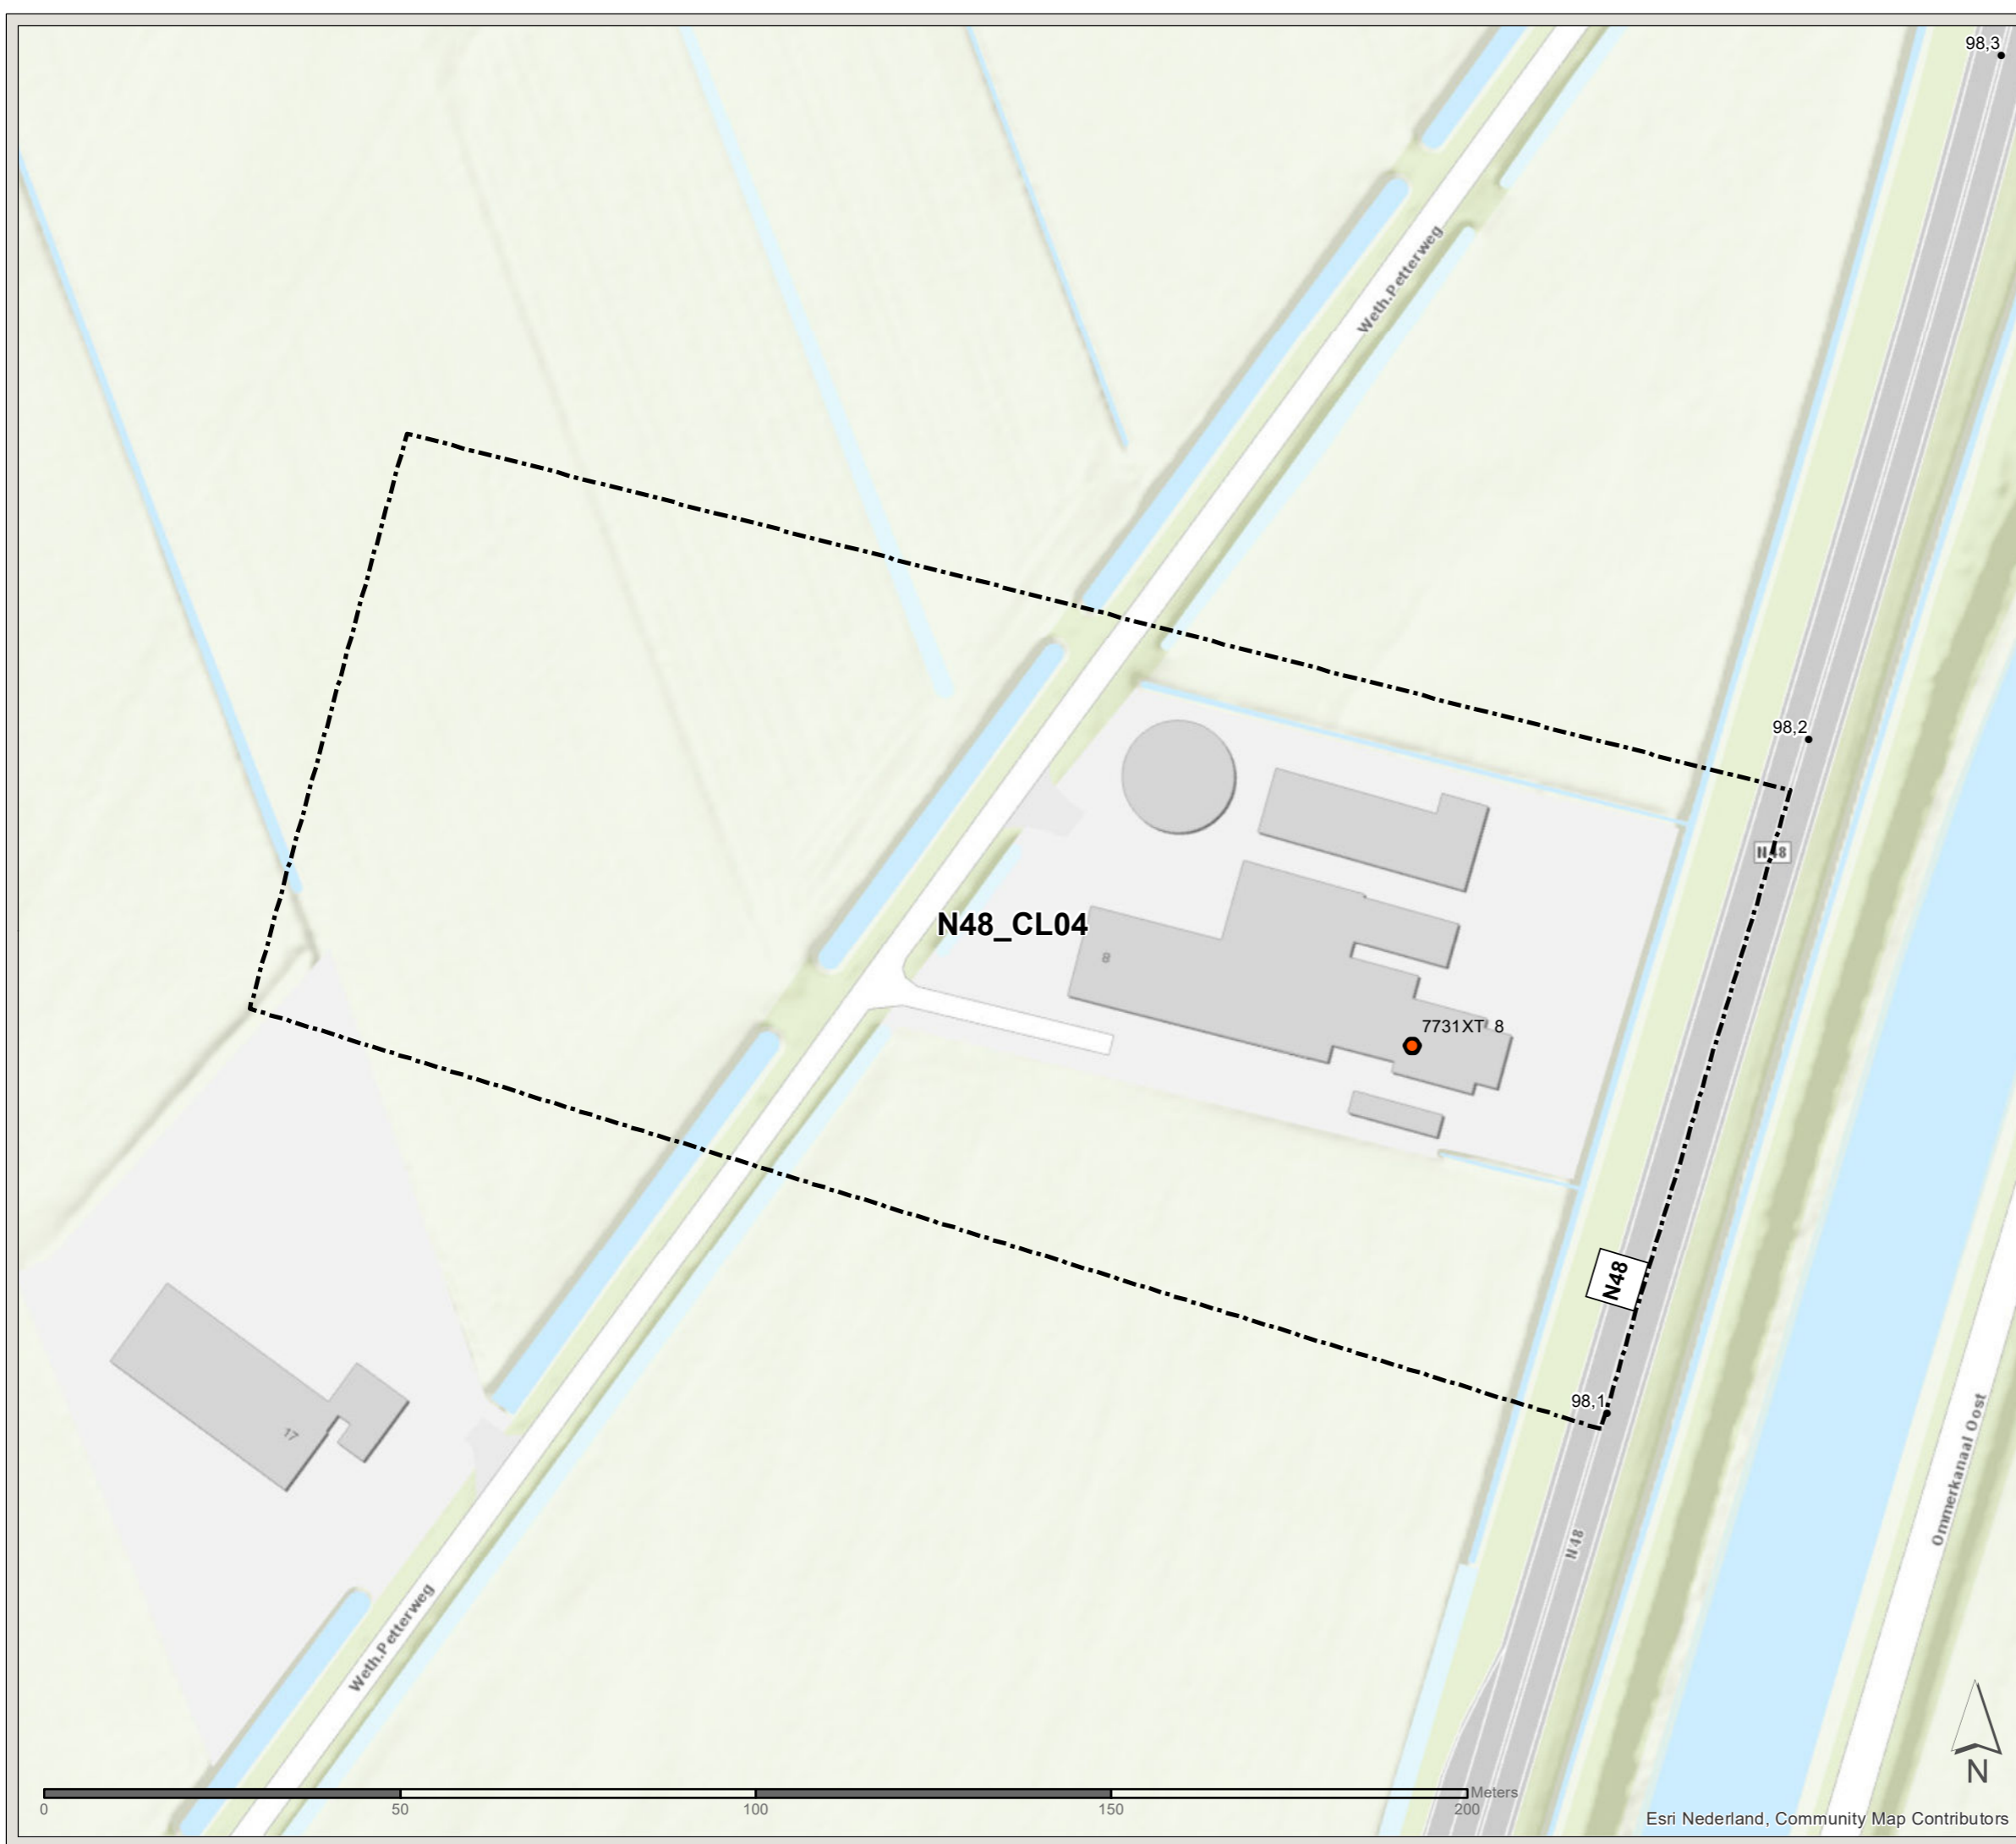 98,3
Weth.Petterweg
98,2
N48
N48_CL04
8
7731XT 8
N48
98,1
17
Ommerkanaal Oost
N48
Weth.Petterweg
N
Meters
0 50 100 150 200
Esri Nederland, Community Map Contributors